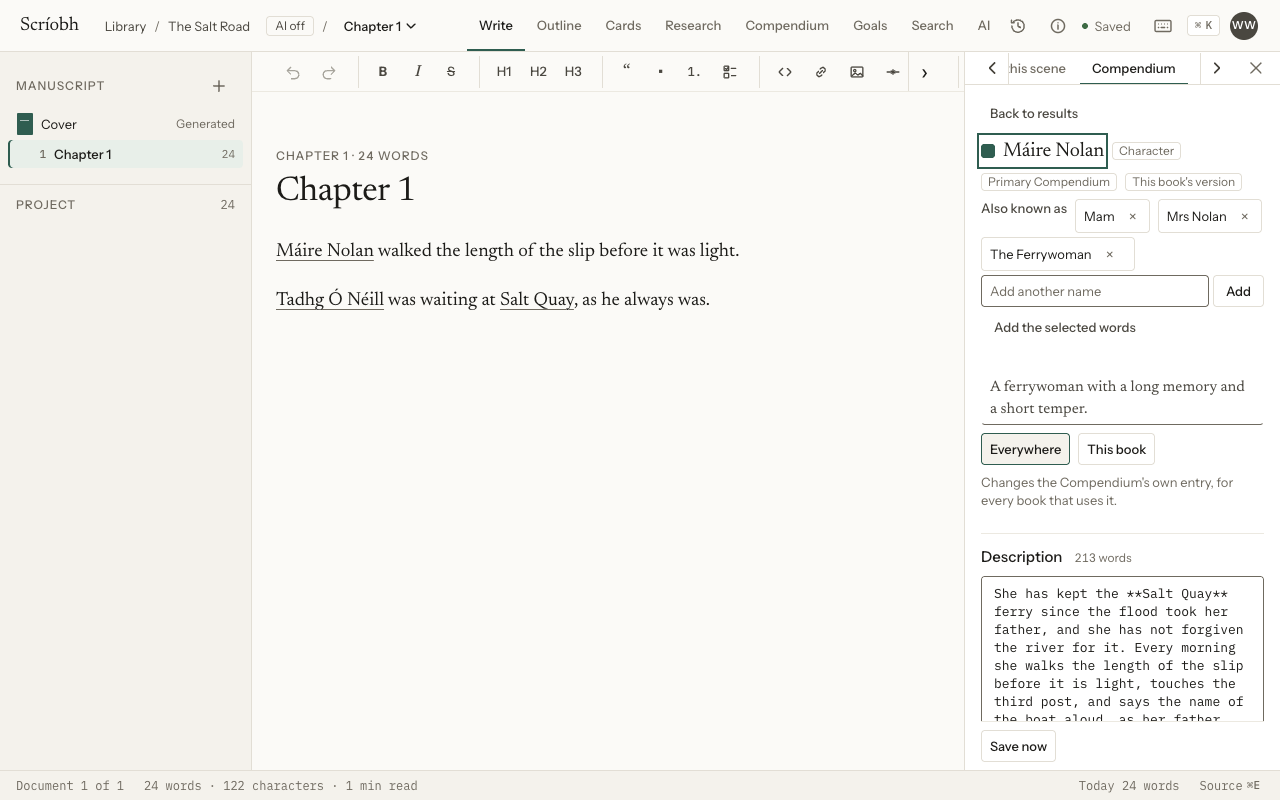 Scríobh
Library / The Salt Road AI off / Chapter 1
Write Outline Cards Research Compendium Goals Search AI
Saved ⌘ K WW
MANUSCRIPT
Cover Generated
1 Chapter 1 24
PROJECT 24
B I S H1 H2 H3 “ 1.
CHAPTER 1 · 24 WORDS
Chapter 1
Máire Nolan walked the length of the slip before it was light.
Tadhg Ó Néill was waiting at Salt Quay, as he always was.
his scene Compendium
Back to results
Máire Nolan Character
Primary Compendium This book's version
Also known as Mam × Mrs Nolan ×
The Ferrywoman ×
Add another name Add
Add the selected words
A ferrywoman with a long memory and
a short temper.
Everywhere This book
Changes the Compendium's own entry, for
every book that uses it.
Description 213 words
She has kept the **Salt Quay**
ferry since the flood took her
father, and she has not forgiven
the river for it. Every morning
she walks the length of the slip
before it is light, touches the
third post, and says the name of
the boat aloud, as her father
Save now
Document 1 of 1 24 words · 122 characters · 1 min read
Today 24 words Source ⌘E